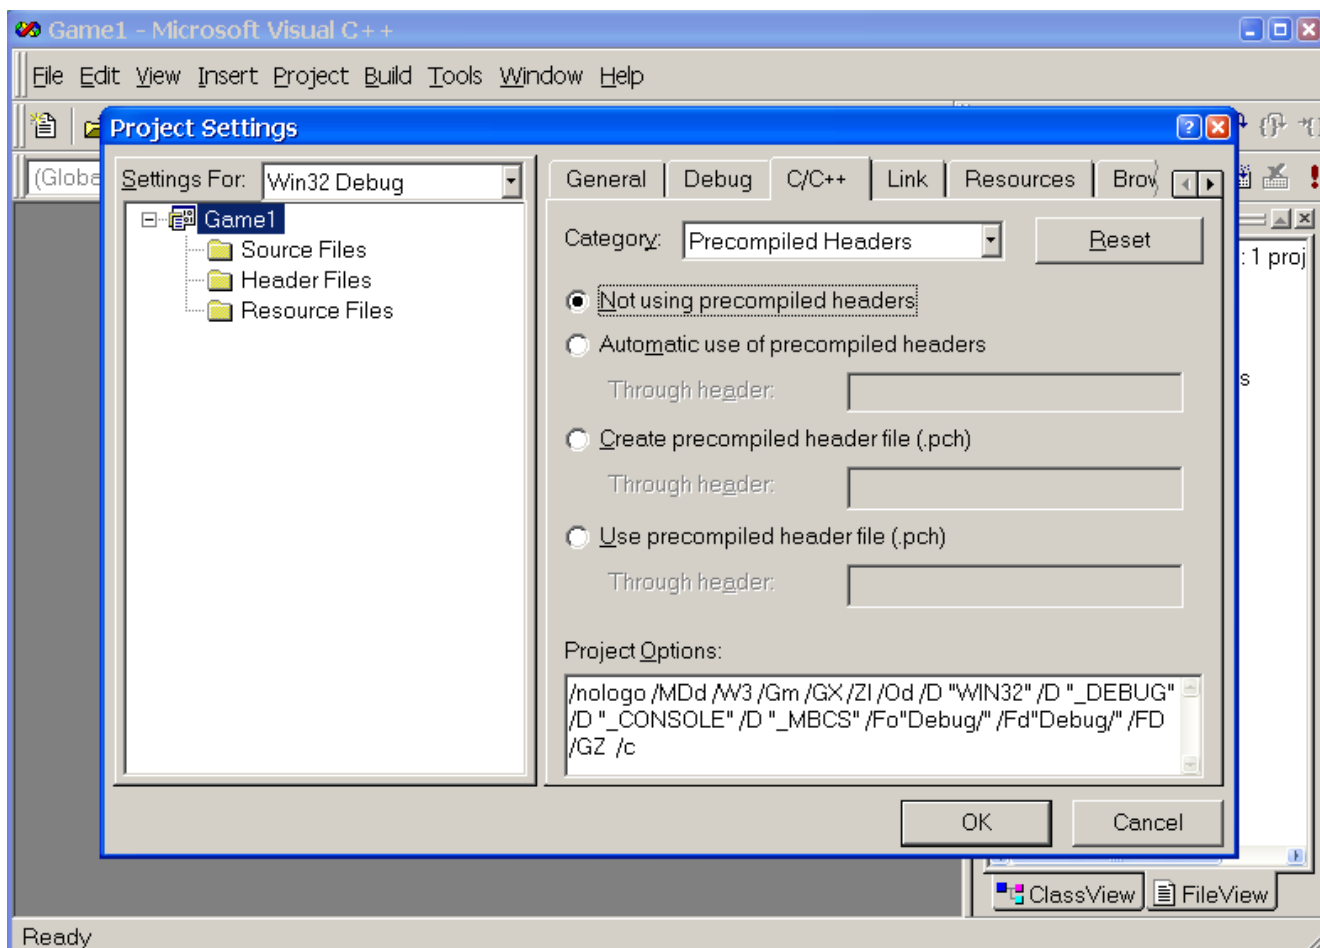 Game1 - Microsoft Visual C++
File Edit View Insert Project Build Tools Window Help
Project Settings
(Globa
Settings For: Win32 Debug
General Debug C/C++ Link Resources Brow
Game1
Source Files
Header Files
Resource Files
Category: Precompiled Headers Reset
: 1 proj
Not using precompiled headers
Automatic use of precompiled headers
s
Through header:
Create precompiled header file (.pch)
Through header:
Use precompiled header file (.pch)
Through header:
Project Options:
/nologo /MDd /W3 /Gm /GX /ZI /Od /D "WIN32" /D "_DEBUG"
/D "_CONSOLE" /D "_MBCS" /Fo"Debug/" /Fd"Debug/" /FD
/GZ /c
OK Cancel
ClassView FileView
Ready